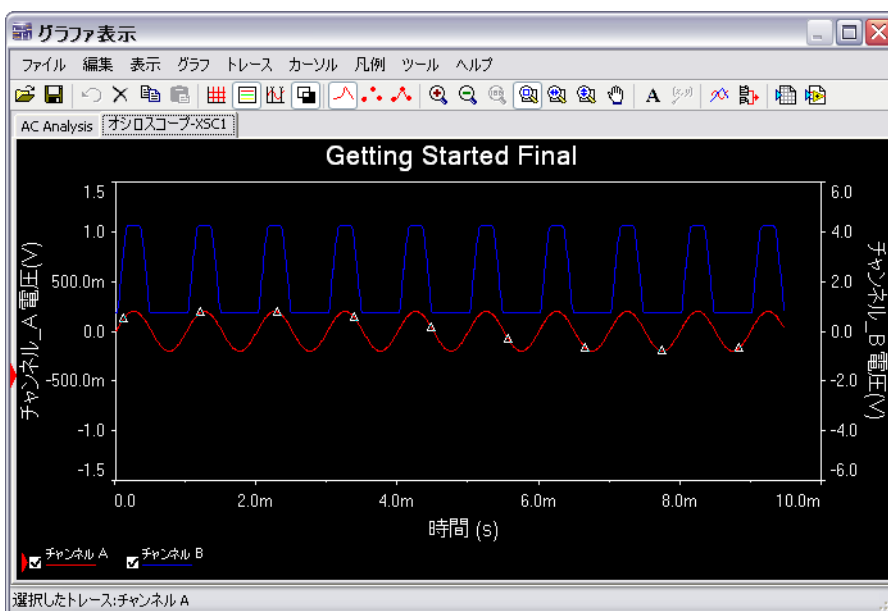 グラファ表示
ファイル 編集 表示 グラフ トレース カーソル 凡例 ツール ヘルプ
A (x,y)
AC Analysis オシロスコープ-XSC1
Getting Started Final
チャンネル_A 電圧(V)
1.5
1.0
500.0m
0.0
-500.0m
-1.0
-1.5
6.0
4.0
2.0
0.0
-2.0
-4.0
-6.0
チャンネル_B 電圧(V)
0.0 2.0m 4.0m 6.0m 8.0m 10.0m
時間 (s)
チャンネル A チャンネル B
選択したトレース:チャンネル A